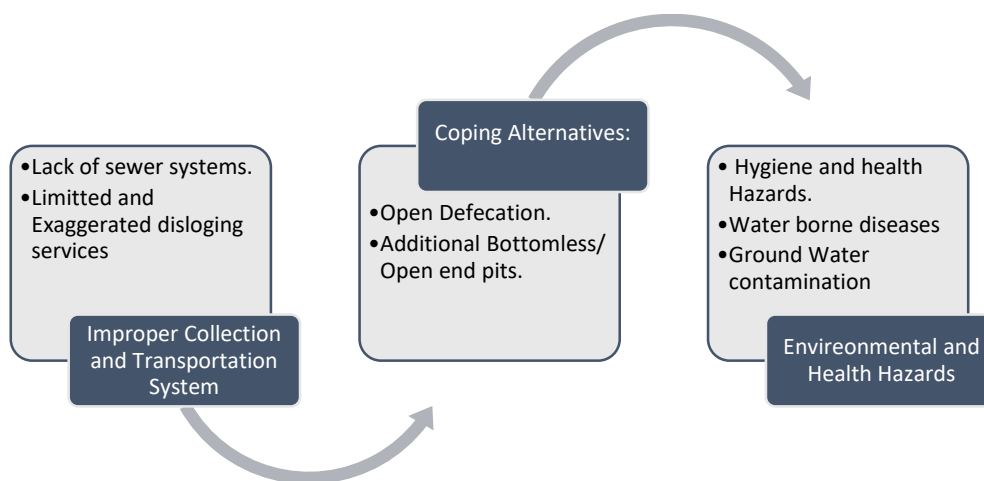 •Lack of sewer systems.
•Limitted and
Exaggerated disloging
services
Improper Collection
and Transportation
System
Coping Alternatives:
•Open Defecation.
•Additional Bottomless/
Open end pits.
• Hygiene and health
Hazards.
•Water borne diseases
•Ground Water
contamination
Envireonmental and
Health Hazards